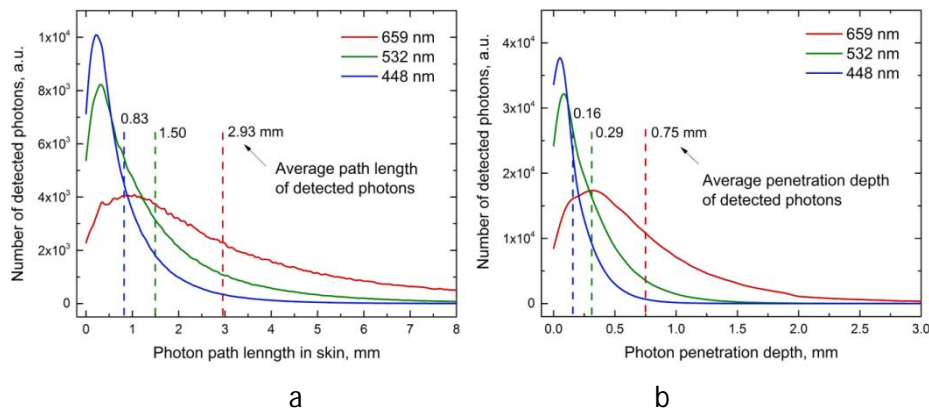 1x10⁴
8x10³
6x10³
4x10³
2x10³
0
Number of detected photons, a.u.
659 nm
532 nm
448 nm
0.83
1.50
2.93 mm
Average path length
of detected photons
0 1 2 3 4 5 6 7 8
Photon path lenngth in skin, mm
a
5x10⁴
4x10⁴
3x10⁴
2x10⁴
1x10⁴
0
Number of detected photons, a.u.
659 nm
532 nm
448 nm
0.16
0.29
0.75 mm
Average penetration depth
of detected photons
0.0 0.5 1.0 1.5 2.0 2.5 3.0
Photon penetration depth, mm
b